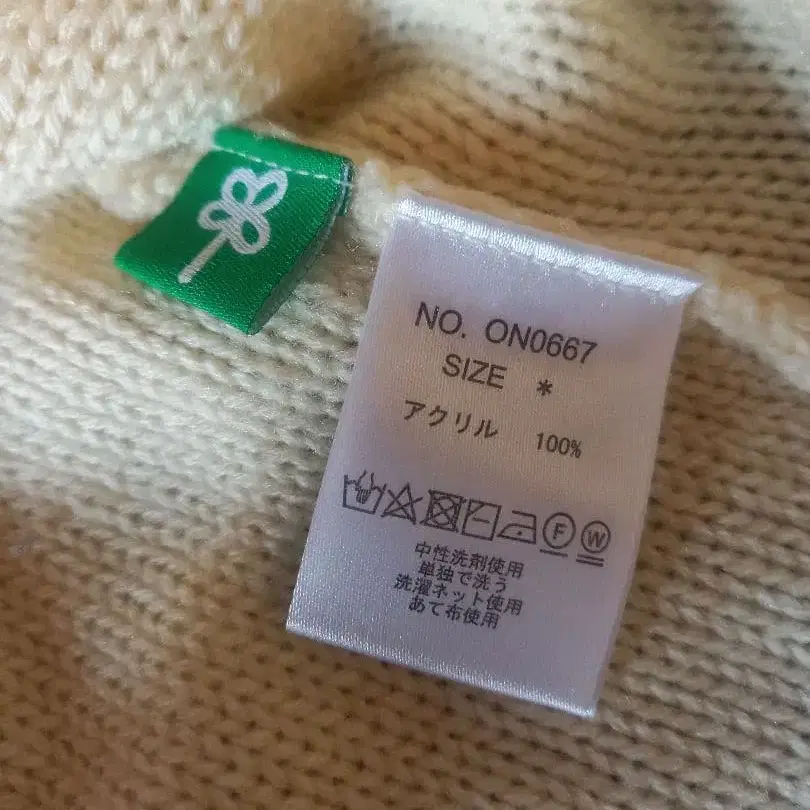 NO. ON0667
SIZE *
アクリル 100%
F W
中性洗剤使用
単独で洗う
洗濯ネット使用
あて布使用